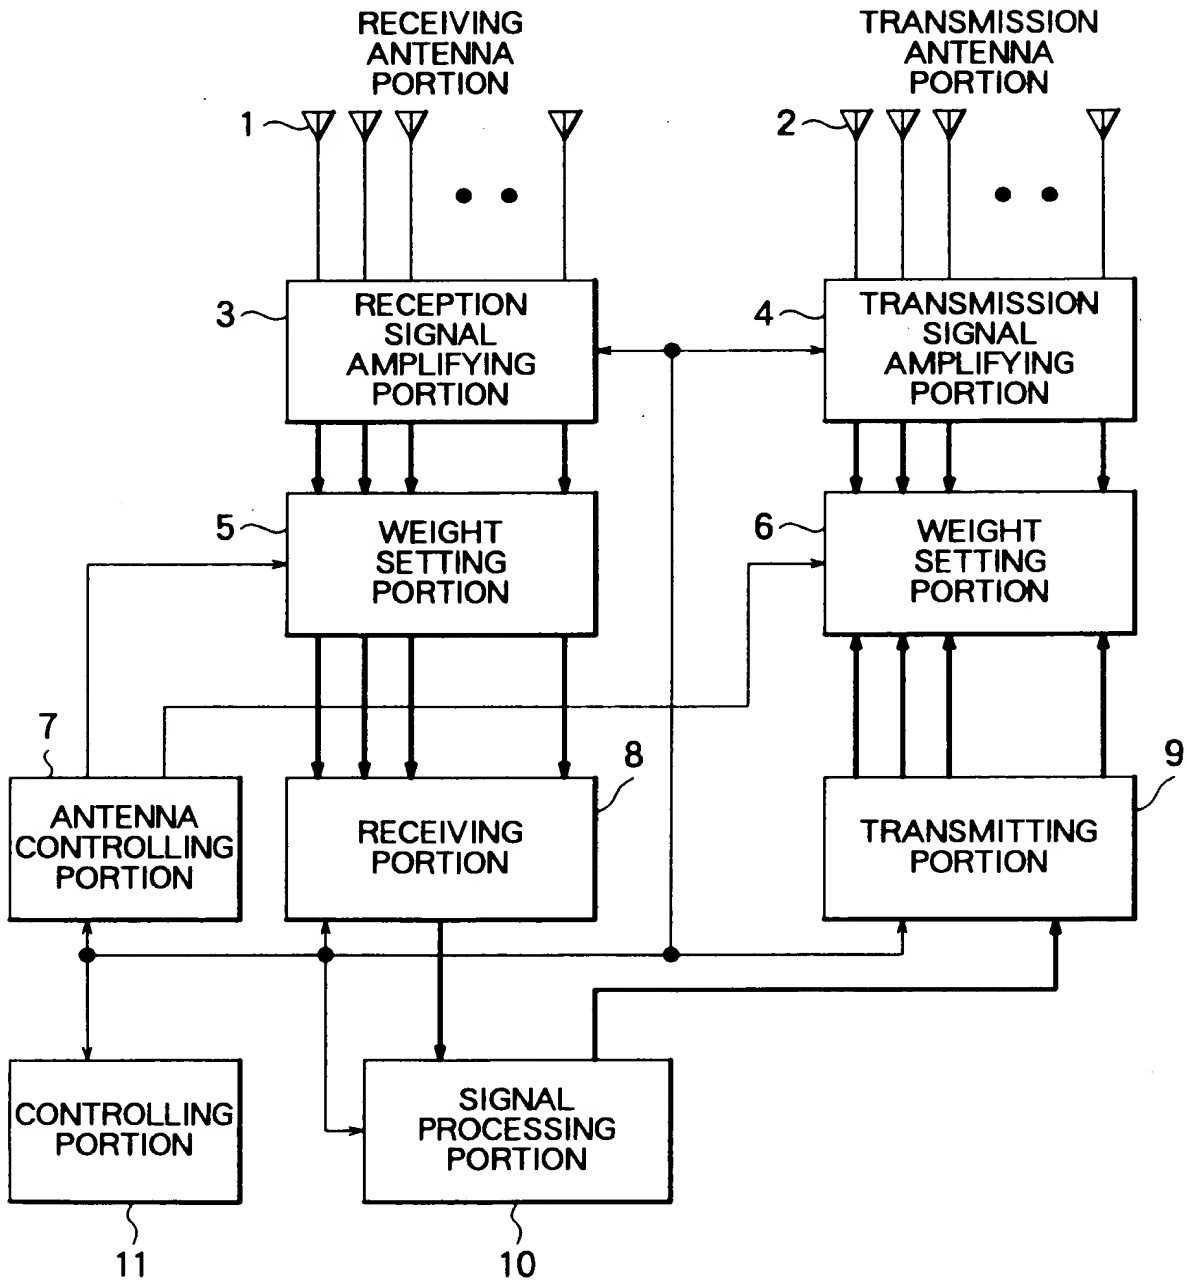 RECEIVING
ANTENNA
PORTION
TRANSMISSION
ANTENNA
PORTION
1
2
3
RECEPTION
SIGNAL
AMPLIFYING
PORTION
4
TRANSMISSION
SIGNAL
AMPLIFYING
PORTION
5
WEIGHT
SETTING
PORTION
6
WEIGHT
SETTING
PORTION
7
ANTENNA
CONTROLLING
PORTION
8
RECEIVING
PORTION
9
TRANSMITTING
PORTION
CONTROLLING
PORTION
11
SIGNAL
PROCESSING
PORTION
10